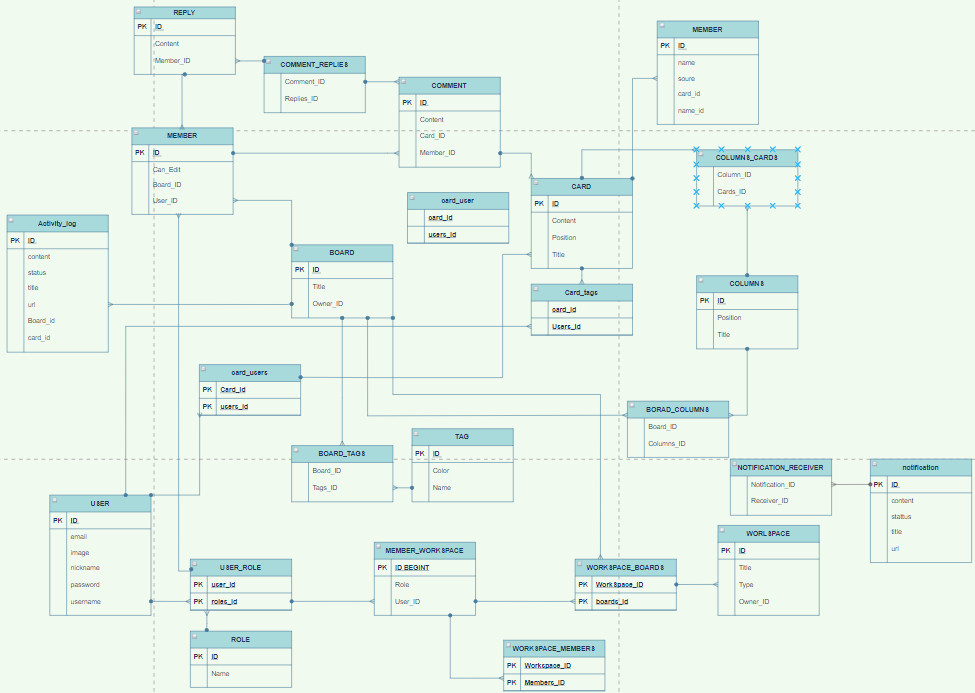 REPLY
PK ID
Content
Member_ID
COMMENT_REPLIES
Comment_ID
Replies_ID
COMMENT
PK ID
Content
Card_ID
Member_ID
MEMBER
PK ID
name
soure
card_id
name_id
MEMBER
PK ID
Can_Edit
Board_ID
User_ID
COLUMNS_CARDS
Column_ID
Cards_ID
CARD
PK ID
Content
Position
Title
card_user
card_id
users_id
Activity_log
PK ID
content
status
title
url
Board_id
card_id
BOARD
PK ID
Title
Owner_ID
Card_tags
card_id
Users_id
COLUMNS
PK ID
Position
Title
card_users
PK Card_id
PK users_id
BORAD_COLUMNS
Board_ID
Columns_ID
BOARD_TAGS
Board_ID
Tags_ID
TAG
PK ID
Color
Name
NOTIFICATION_RECEIVER
Notification_ID
Receiver_ID
notification
PK ID
content
stattus
title
url
USER
PK ID
email
image
nickname
password
username
USER_ROLE
PK user_id
PK roles_id
MEMBER_WORKSPACE
PK ID BEGINT
Role
User_ID
WORKSPACE_BOARDS
PK WorkSpace_ID
PK boards_id
WORLSPACE
PK ID
Title
Type
Owner_ID
ROLE
PK ID
Name
WORKSPACE_MEMBERS
PK Workspace_ID
PK Members_ID